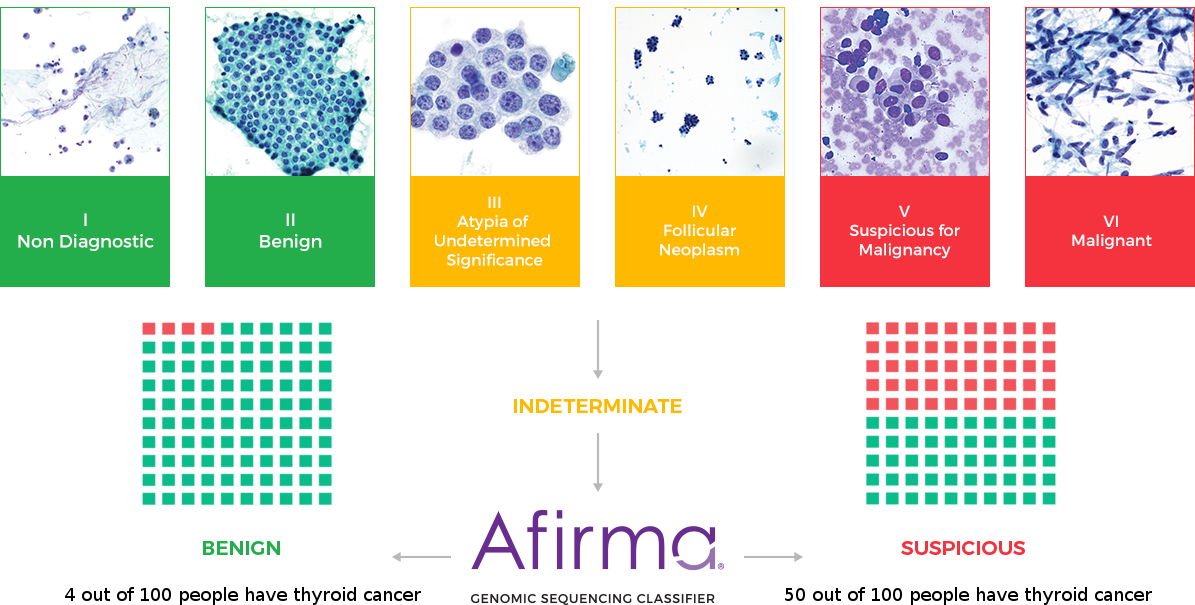 I
Non Diagnostic
II
Benign
III
Atypia of
Undetermined
Significance
IV
Follicular
Neoplasm
V
Suspicious for
Malignancy
VI
Malignant
INDETERMINATE
BENIGN
4 out of 100 people have thyroid cancer
Afirma®
GENOMIC SEQUENCING CLASSIFIER
SUSPICIOUS
50 out of 100 people have thyroid cancer